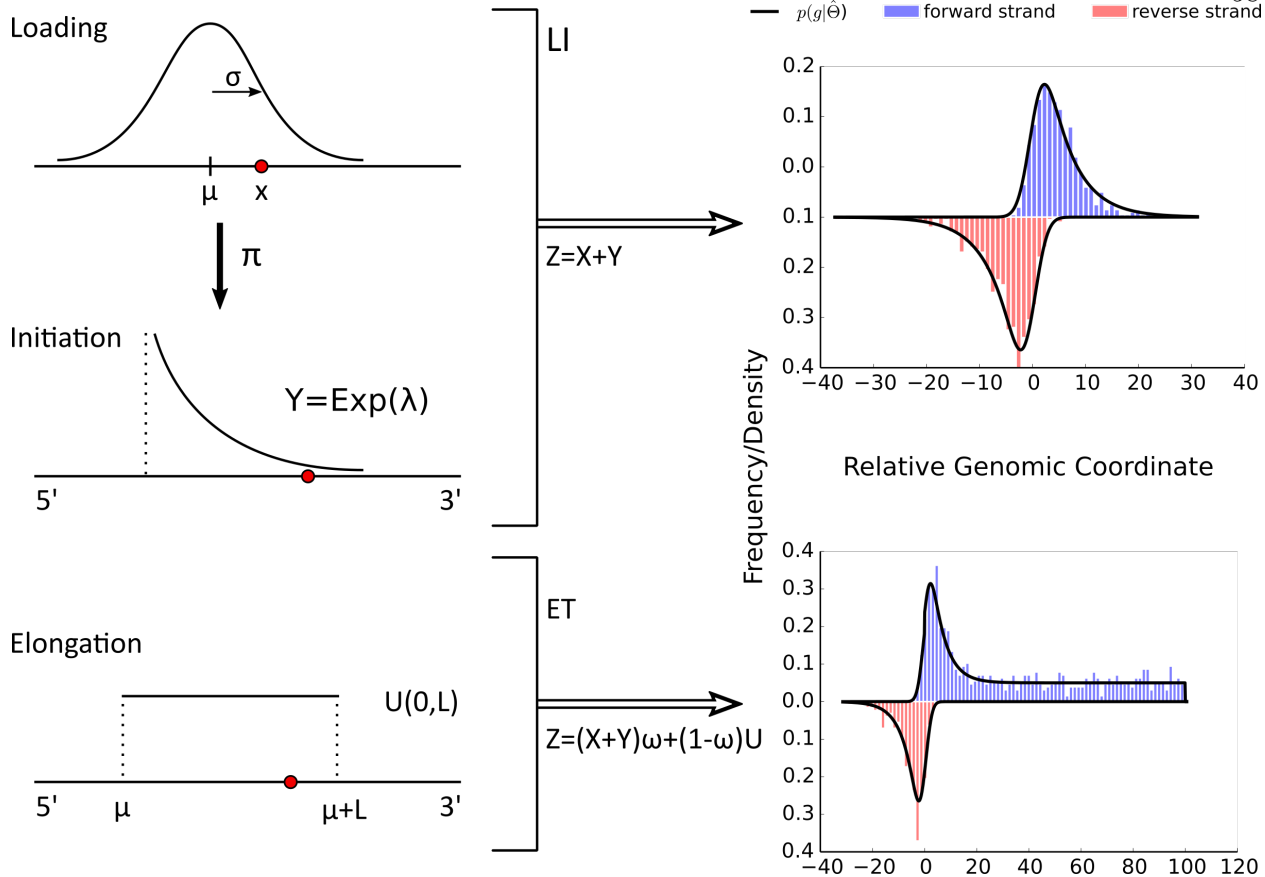 Loading
σ
μ
x
π
Initiation
Y=Exp(λ)
5'
3'
Elongation
U(0,L)
5'
μ
μ+L
3'
LI
Z=X+Y
ET
Z=(X+Y)ω+(1-ω)U
p(g|Θ̂)
forward strand
reverse strand
0.2
0.1
0.0
0.1
0.2
0.3
0.4
−40 −30 −20 −10 0 10 20 30 40
Frequency/Density
Relative Genomic Coordinate
0.4
0.3
0.2
0.1
0.0
0.1
0.2
0.3
0.4
−40 −20 0 20 40 60 80 100 120